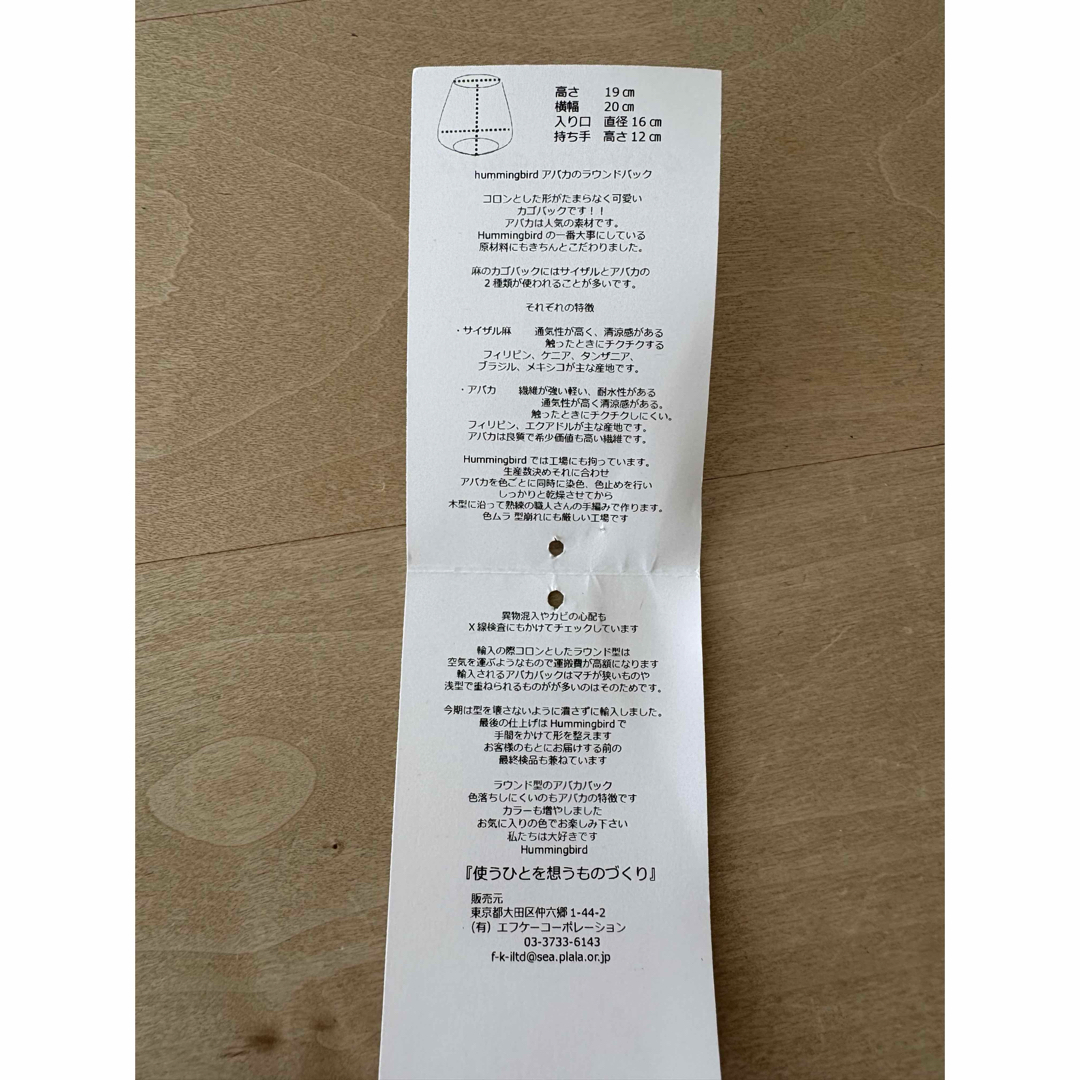 高さ 19㎝
横幅 20㎝
入り口 直径16㎝
持ち手 高さ12㎝
hummingbird アバカのラウンドバック
コロンとした形がたまらなく可愛い
カゴバックです！！
アバカは人気の素材です。
Hummingbird の一番大事にしている
原材料にもきちんとこだわりました。
麻のカゴバックにはサイザルとアバカの
２種類が使われることが多いです。
それぞれの特徴
・サイザル麻 通気性が高く、清涼感がある
触ったときにチクチクする
フィリピン、ケニア、タンザニア、
ブラジル、メキシコが主な産地です。
・アバカ 繊維が強い軽い、耐水性がある
通気性が高く清涼感がある。
触ったときにチクチクしにくい。
フィリピン、エクアドルが主な産地です。
アバカは良質で希少価値も高い繊維です。
Hummingbird では工場にも拘っています。
生産数決めそれに合わせ
アバカを色ごとに同時に染色、色止めを行い
しっかりと乾燥させてから
木型に沿って熟練の職人さんの手編みで作ります。
色ムラ 型崩れにも厳しい工場です
異物混入やカビの心配も
X線検査にもかけてチェックしています
輸入の際コロンとしたラウンド型は
空気を運ぶようなもので運搬費が高額になります
輸入されるアバカバックはマチが狭いものや
浅型で重ねられるものがが多いのはそのためです。
今期は型を壊さないように潰さずに輸入しました。
最後の仕上げは Hummingbird で
手間をかけて形を整えます
お客様のもとにお届けする前の
最終検品も兼ねています
ラウンド型のアバカバック
色落ちしにくいのもアバカの特徴です
カラーも増やしました
お気に入りの色でお楽しみ下さい
私たちは大好きです
Hummingbird
『使うひとを想うものづくり』
販売元
東京都大田区仲六郷1-44-2
（有）エフケーコーポレーション
03-3733-6143
f-k-iltd@sea.plala.or.jp